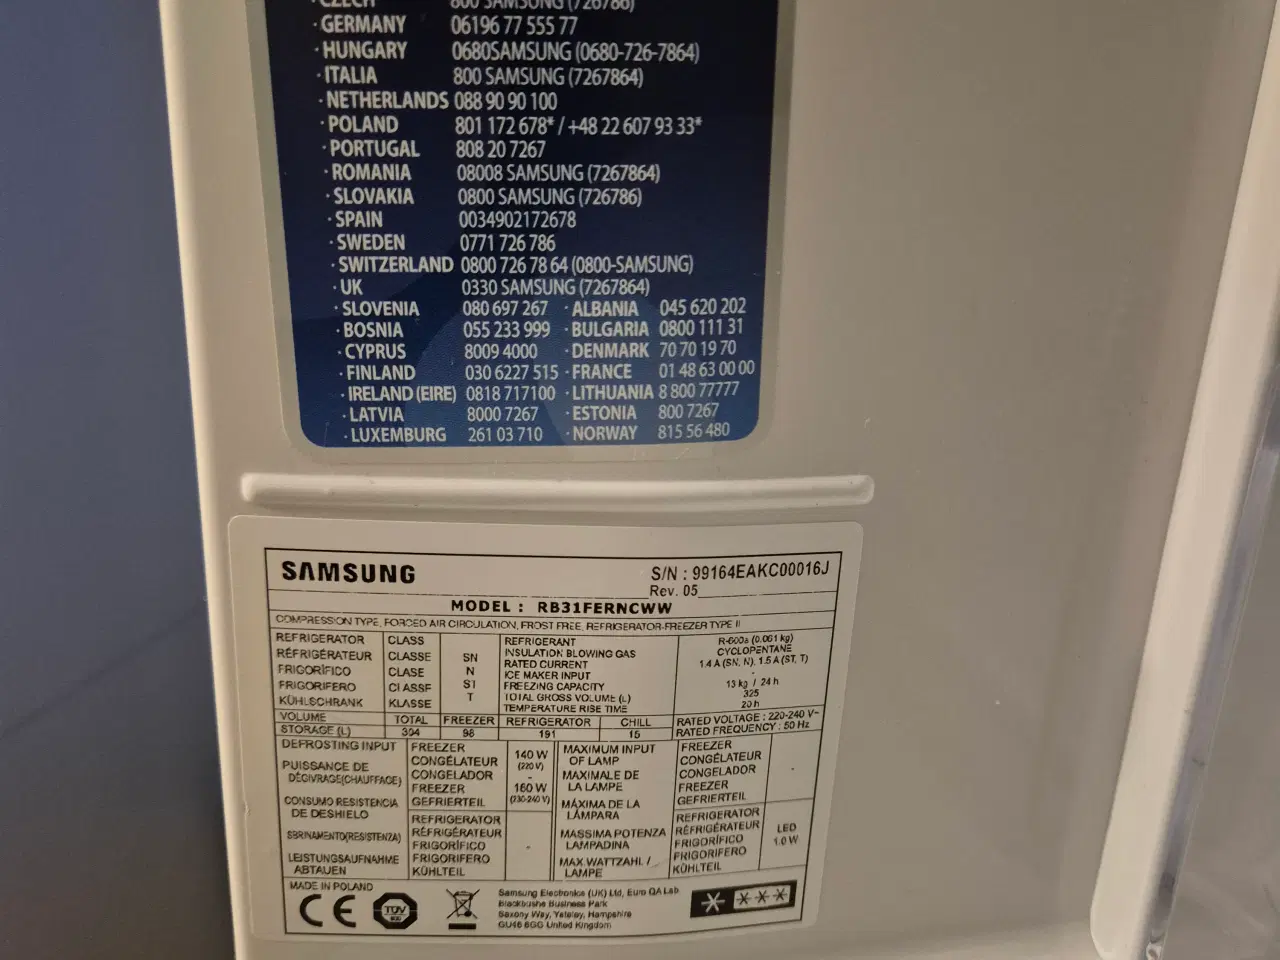 · CZECH 800 SAMSUNG (726786)
· GERMANY 06196 77 555 77
· HUNGARY 0680SAMSUNG (0680-726-7864)
· ITALIA 800 SAMSUNG (7267864)
· NETHERLANDS 088 90 90 100
· POLAND 801 172 678* / +48 22 607 93 33*
· PORTUGAL 808 20 7267
· ROMANIA 08008 SAMSUNG (7267864)
· SLOVAKIA 0800 SAMSUNG (726786)
· SPAIN 0034902172678
· SWEDEN 0771 726 786
· SWITZERLAND 0800 726 78 64 (0800-SAMSUNG)
· UK 0330 SAMSUNG (7267864)
· SLOVENIA 080 697 267 · ALBANIA 045 620 202
· BOSNIA 055 233 999 · BULGARIA 0800 111 31
· CYPRUS 8009 4000 · DENMARK 70 70 19 70
· FINLAND 030 6227 515 · FRANCE 01 48 63 00 00
· IRELAND (EIRE) 0818 717100 · LITHUANIA 8 800 77777
· LATVIA 8000 7267 · ESTONIA 800 7267
· LUXEMBURG 261 03 710 · NORWAY 815 56 480
SAMSUNG S/N : 99164EAKC00016J
Rev. 05
MODEL : RB31FERNCWW
COMPRESSION TYPE, FORCED AIR CIRCULATION, FROST FREE, REFRIGERATOR-FREEZER TYPE II
REFRIGERATOR
RÉFRIGÉRATEUR
FRIGORÍFICO
FRIGORIFERO
KÜHLSCHRANK
CLASS
CLASSE
CLASE
CLASSE
KLASSE
SN
N
ST
T
REFRIGERANT
INSULATION BLOWING GAS
RATED CURRENT
ICE MAKER INPUT
FREEZING CAPACITY
TOTAL GROSS VOLUME (L)
TEMPERATURE RISE TIME
R-600a (0.061 kg)
CYCLOPENTANE
1.4 A (SN, N), 1.5 A (ST, T)
-
13 kg / 24 h
325
20 h
VOLUME TOTAL FREEZER REFRIGERATOR CHILL
STORAGE (L) 304 98 191 15
RATED VOLTAGE : 220-240 V~
RATED FREQUENCY : 50 Hz
DEFROSTING INPUT
PUISSANCE DE
DÉGIVRAGE(CHAUFFAGE)
CONSUMO RESISTENCIA
DE DESHIELO
SBRINAMENTO(RESISTENZA)
LEISTUNGSAUFNAHME
ABTAUEN
FREEZER
CONGÉLATEUR
CONGELADOR
FREEZER
GEFRIERTEIL
140 W
(220 V)
-
160 W
(230-240 V)
REFRIGERATOR
RÉFRIGÉRATEUR
FRIGORÍFICO
FRIGORIFERO
KÜHLTEIL
-
MAXIMUM INPUT
OF LAMP
MAXIMALE DE
LA LAMPE
MÁXIMA DE LA
LÁMPARA
MASSIMA POTENZA
LAMPADINA
MAX.WATTZAHL /
LAMPE
FREEZER
CONGÉLATEUR
CONGELADOR
FREEZER
GEFRIERTEIL
-
REFRIGERATOR
RÉFRIGÉRATEUR
FRIGORÍFICO
FRIGORIFERO
KÜHLTEIL
LED
1.0 W
MADE IN POLAND
CE
TÜV
Samsung Electronics (UK) Ltd, Euro QA Lab
Blackbushe Business Park
Saxony Way, Yateley, Hampshire
GU46 6GG United Kingdom